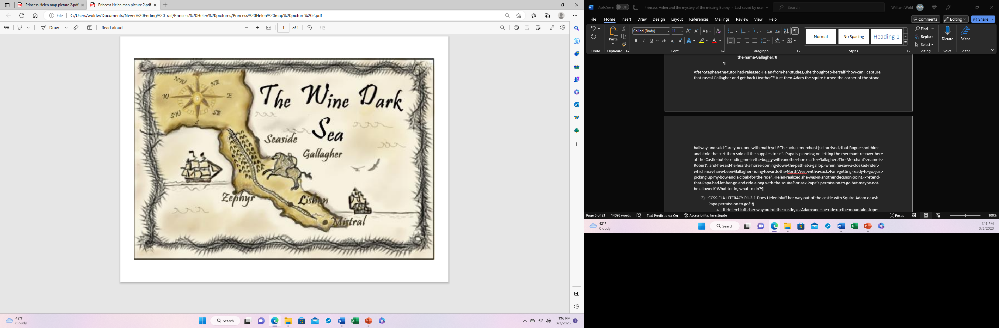 Princess Helen map picture 2.pdf
Princess Helen map picture 2.pdf
File
C:/Users/woldw/Documents/Never%20Ending%20Trail/Princess%20Helen%20pictures/Princess%20Helen%20map%20picture%202.pdf
Draw
Read aloud
1
of 1
NW
NE
W
E
SW
SE
S
The Wine Dark
Sea
Seaside
Gallagher
Zephyr
Lisben
Mistral
42°F
Cloudy
Search
1:16 PM
3/3/2023
1
AutoSave
Off
Princess Helen and the mystery of the missing Bunny - Last saved by user
Search
William Wold
WW
File Home Insert Draw Design Layout References Mailings Review View Help
Comments
Editing
Share
Paste
Calibri (Body)
11
Normal
No Spacing
Heading 1
Find
Replace
Select
Dictate
Editor
Undo
Clipboard
Font
Paragraph
Styles
Editing
Voice
Editor
the·name·Gallagher.¶
¶
After·Stephen·the·tutor·had·released·Helen·from·her·studies,·she·thought·to·herself·“how·can·I·capture·
that·rascal·Gallagher·and·get·back·Heather”?·Just·then·Adam·the·squire·turned·the·corner·of·the·stone·
hallway·and·said·“are·you·done·with·math·yet?·The·actual·merchant·just·arrived,·that·Rogue·shot·him·
and·stole·the·cart·then·sold·all·the·supplies·to·us”.·Papa·is·planning·on·letting·the·merchant·recover·here·
at·the·Castle·but·is·sending·me·in·the·buggy·with·another·horse·after·Gallagher.·The·Merchant’s·name·is·
Robert’,·and·he·said·he·heard·a·horse·coming·down·the·path·at·a·gallop,·when·he·saw·a·cloaked·rider,·
which·may·have·been·Gallagher·riding·towards·the·NorthWest·with·a·sack.·I·am·getting·ready·to·go,·just·
picking·up·my·bow·and·a·cloak·for·the·ride”.·Helen·realized·she·was·in·another·decision·point.·Pretend·
that·Papa·had·let·her·go·and·ride·along·with·the·squire?·or·ask·Papa’s·permission·to·go·but·maybe·not·
be·allowed?·What·to·do,·what·to·do?¶
2) CCSS.ELA-LITERACY.R1.3.1·Does·Helen·bluff·her·way·out·of·the·castle·with·Squire·Adam·or·ask·
Papa·permission·to·go?·¶
a. If·Helen·bluffs·her·way·out·of·the·castle,·as·Adam·and·she·ride·up·the·mountain·slope·
Page 5 of 21
14098 words
Text Predictions: On
Accessibility: Investigate
Focus
100%
42°F
Cloudy
Search
1:16 PM
3/3/2023